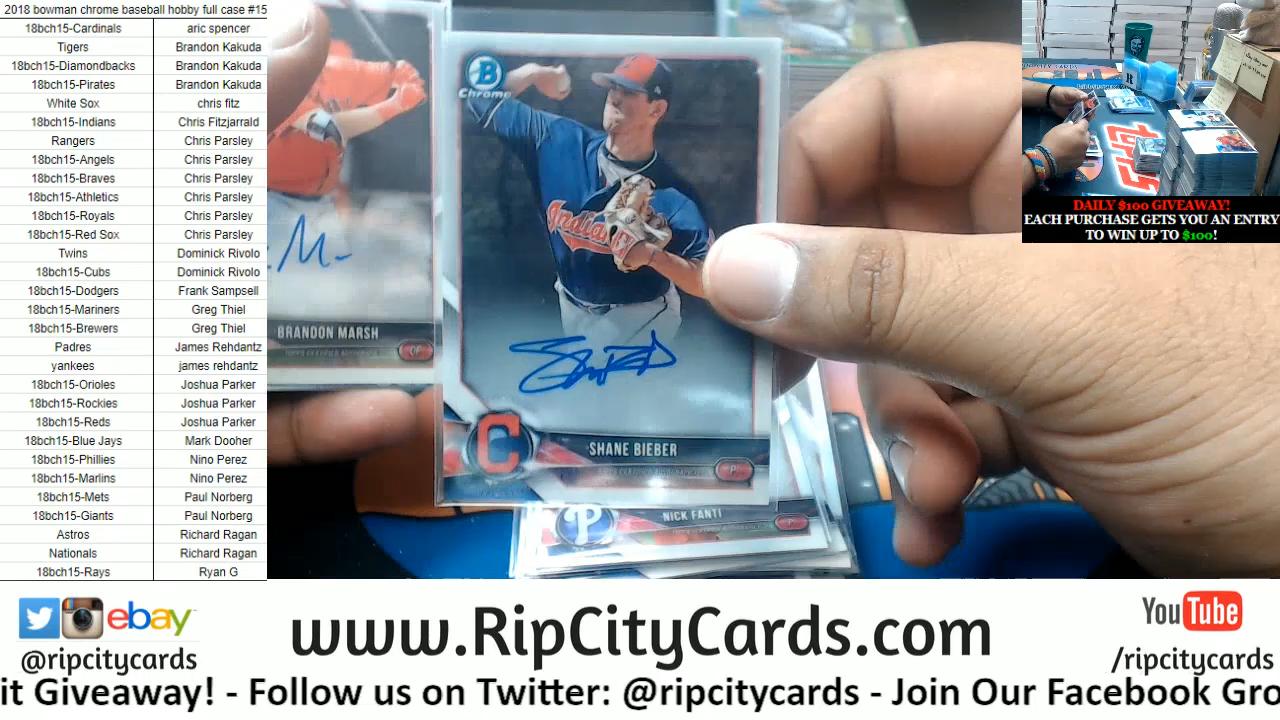 2018 bowman chrome baseball hobby full case #15
18bch15-Cardinals aric spencer
Tigers Brandon Kakuda
18bch15-Diamondbacks Brandon Kakuda
18bch15-Pirates Brandon Kakuda
White Sox chris fitz
18bch15-Indians Chris Fitzjarrald
Rangers Chris Parsley
18bch15-Angels Chris Parsley
18bch15-Braves Chris Parsley
18bch15-Athletics Chris Parsley
18bch15-Royals Chris Parsley
18bch15-Red Sox Chris Parsley
Twins Dominick Rivolo
18bch15-Cubs Dominick Rivolo
18bch15-Dodgers Frank Sampsell
18bch15-Mariners Greg Thiel
18bch15-Brewers Greg Thiel
Padres James Rehdantz
yankees james rehdantz
18bch15-Orioles Joshua Parker
18bch15-Rockies Joshua Parker
18bch15-Reds Joshua Parker
18bch15-Blue Jays Mark Dooher
18bch15-Phillies Nino Perez
18bch15-Marlins Nino Perez
18bch15-Mets Paul Norberg
18bch15-Giants Paul Norberg
Astros Richard Ragan
Nationals Richard Ragan
18bch15-Rays Ryan G
B
Chrome
Indians
C
SHANE BIEBER
P
BRANDON MARSH
OF
P
NICK FANTI
P
topps
DAILY $100 GIVEAWAY!
EACH PURCHASE GETS YOU AN ENTRY
TO WIN UP TO $100!
ebay
@ripcitycards
www.RipCityCards.com
YouTube
/ripcitycards
it Giveaway! - Follow us on Twitter: @ripcitycards - Join Our Facebook Gro